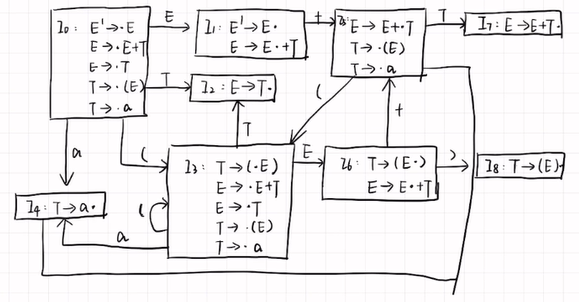 I₀: E'→·E
E→·E+T
E→·T
T→·(E)
T→·a
E
I₁: E'→E·
E→E·+T
+
I₅: E→E+·T
T→·(E)
T→·a
T
I₇: E→E+T·
T
I₂: E→T·
(
T
+
a
(
I₃: T→(·E)
E→·E+T
E→·T
T→·(E)
T→·a
E
I₆: T→(E·)
E→E·+T
)
I₈: T→(E)·
I₄: T→a·
(
a